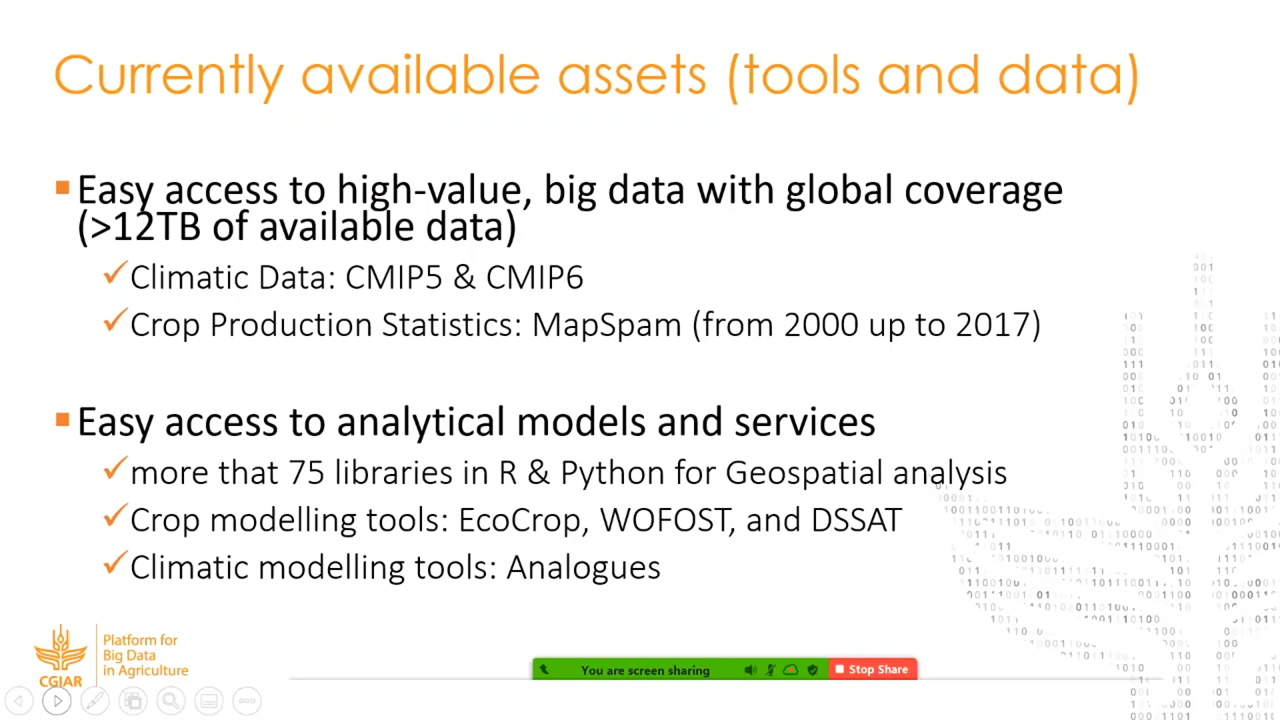 Currently available assets (tools and data)
Easy access to high-value, big data with global coverage
(>12TB of available data)
Climatic Data: CMIP5 & CMIP6
Crop Production Statistics: MapSpam (from 2000 up to 2017)
Easy access to analytical models and services
more that 75 libraries in R & Python for Geospatial analysis
Crop modelling tools: EcoCrop, WOFOST, and DSSAT
Climatic modelling tools: Analogues
CGIAR
Platform for
Big Data
in Agriculture
You are screen sharing
Stop Share